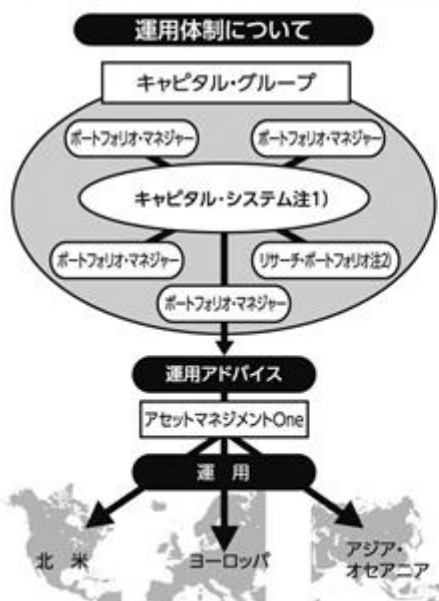 運用体制について
キャピタル・グループ
ポートフォリオ・マネジャー
ポートフォリオ・マネジャー
キャピタル・システム注1)
ポートフォリオ・マネジャー
リサーチ・ポートフォリオ注2)
ポートフォリオ・マネジャー
運用アドバイス
アセットマネジメントOne
運 用
北 米
ヨーロッパ
アジア・
オセアニア